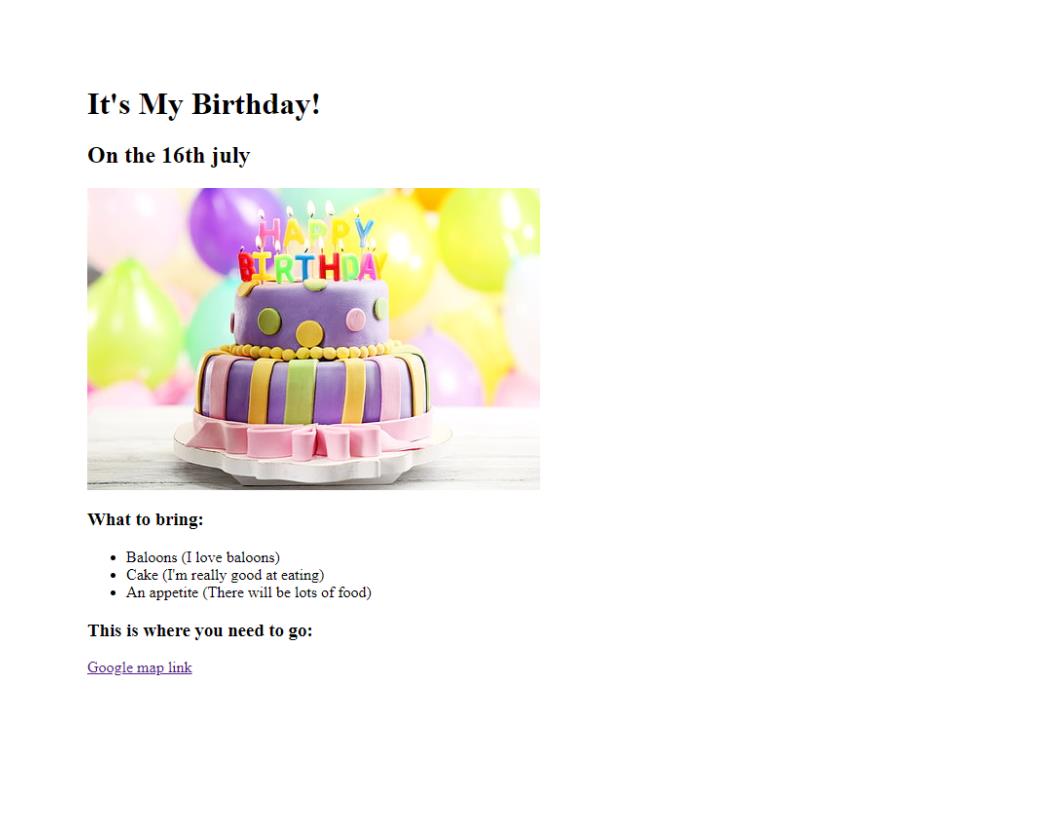 It's My Birthday!
On the 16th july
HAPPY
BIRTHDAY
What to bring:
Baloons (I love baloons)
Cake (I'm really good at eating)
An appetite (There will be lots of food)
This is where you need to go:
Google map link